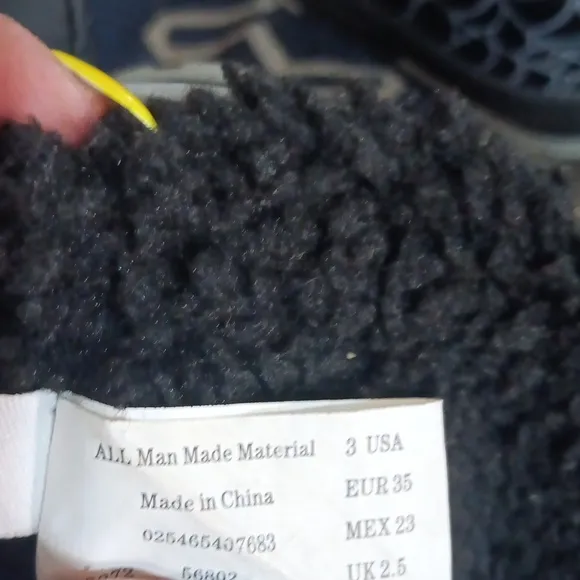 ALL Man Made Material
Made in China
025465407683
56802
3 USA
EUR 35
MEX 23
UK 2.5